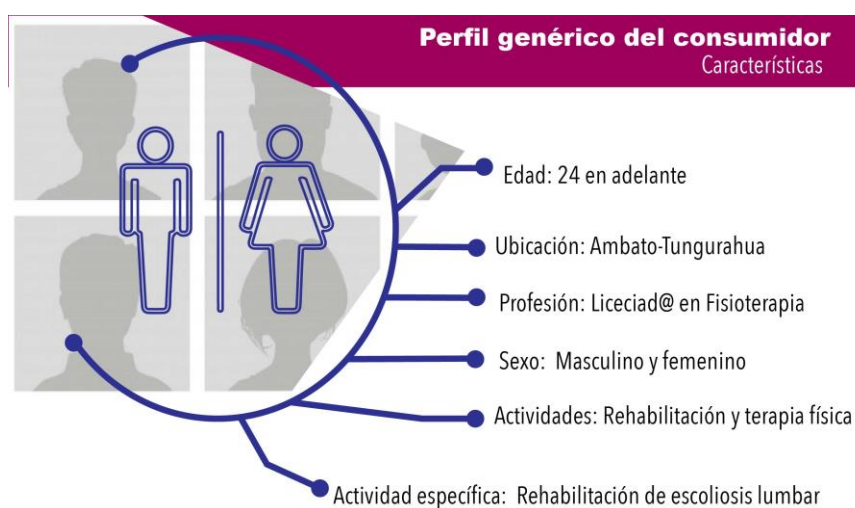 Perfil genérico del consumidor
Características
Edad: 24 en adelante
Ubicación: Ambato-Tungurahua
Profesión: Liceciad@ en Fisioterapia
Sexo: Masculino y femenino
Actividades: Rehabilitación y terapia física
Actividad específica: Rehabilitación de escoliosis lumbar